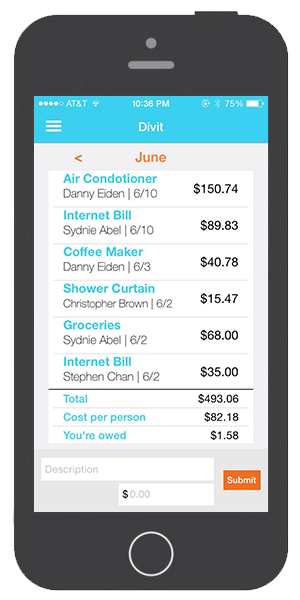 AT&T 10:36 PM 75%
Divit
< June
Air Condotioner
Danny Eiden | 6/10 $150.74
Internet Bill
Sydnie Abel | 6/10 $89.83
Coffee Maker
Danny Eiden | 6/3 $40.78
Shower Curtain
Christopher Brown | 6/2 $15.47
Groceries
Sydnie Abel | 6/2 $68.00
Internet Bill
Stephen Chan | 6/2 $35.00
Total $493.06
Cost per person $82.18
You're owed $1.58
Description
$ 0.00 Submit